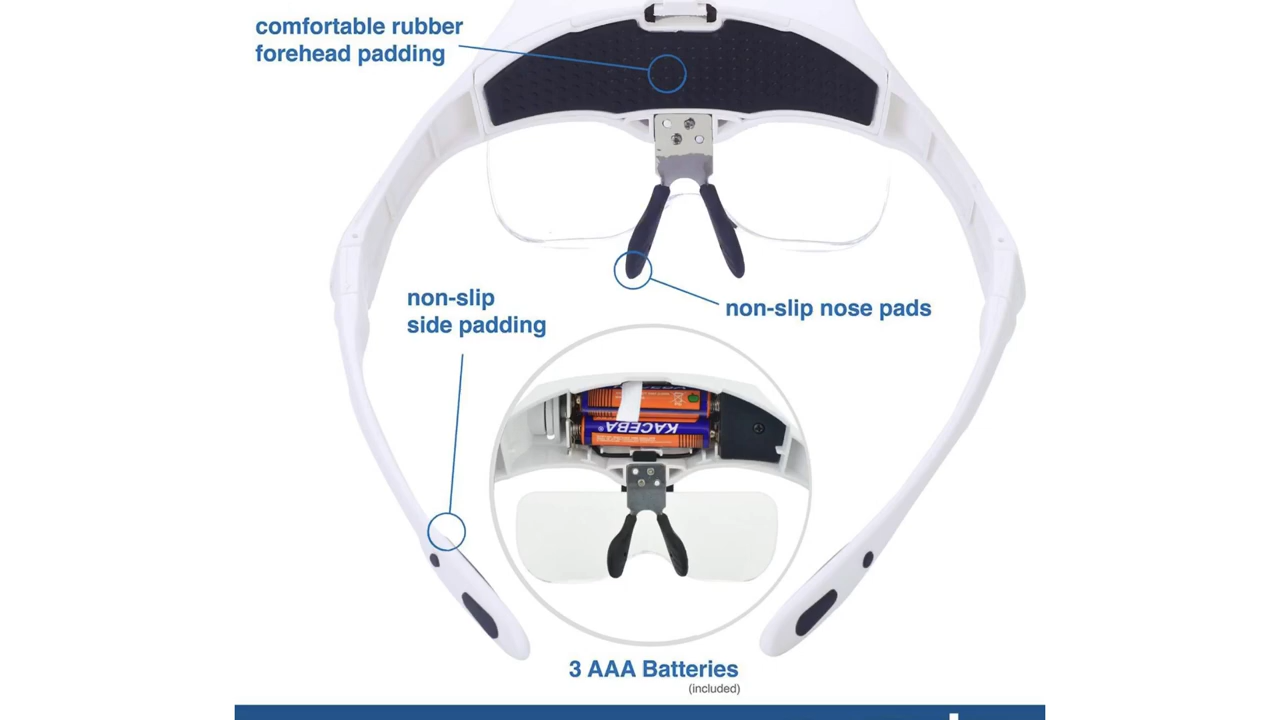 comfortable rubber
forehead padding
non-slip
side padding
non-slip nose pads
KACEBA
3 AAA Batteries
(included)